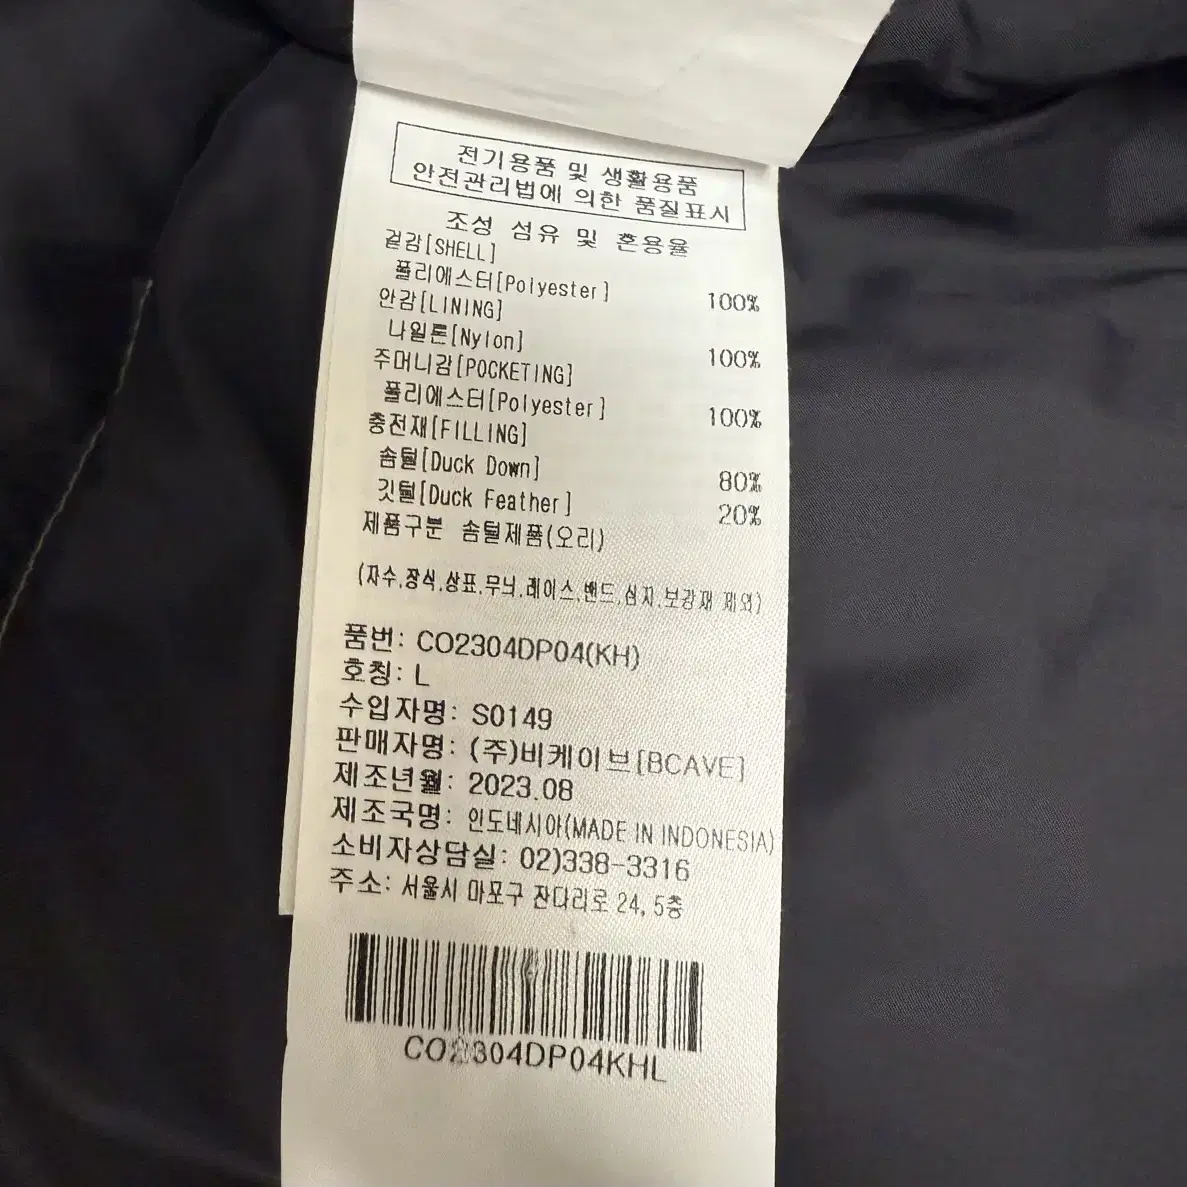 전기용품 및 생활용품
안전관리법에 의한 품질표시
조성 섬유 및 혼용율
겉감[SHELL]
폴리에스터[Polyester] 100%
안감[LINING]
나일론[Nylon] 100%
주머니감[POCKETING]
폴리에스터[Polyester] 100%
충전재[FILLING]
솜털[Duck Down] 80%
깃털[Duck Feather] 20%
제품구분 솜털제품(오리)
(자수,장식,상표,무늬,레이스,밴드,심지,보강재 제외)
품번: CO2304DP04(KH)
호칭: L
수입자명: S0149
판매자명: (주)비케이브[BCAVE]
제조년월: 2023.08
제조국명: 인도네시아(MADE IN INDONESIA)
소비자상담실: 02)338-3316
주소: 서울시 마포구 잔다리로 24, 5층
CO2304DP04KHL